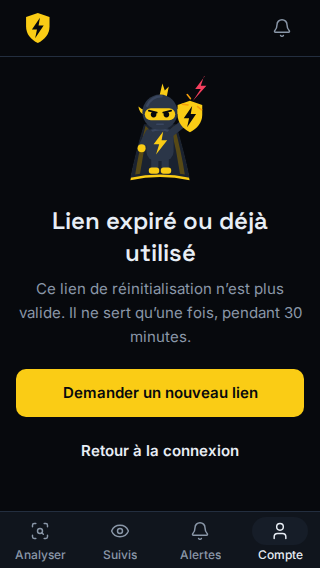 Lien expiré ou déjà
utilisé
Ce lien de réinitialisation n’est plus
valide. Il ne sert qu’une fois, pendant 30
minutes.
Demander un nouveau lien
Retour à la connexion
Analyser
Suivis
Alertes
Compte